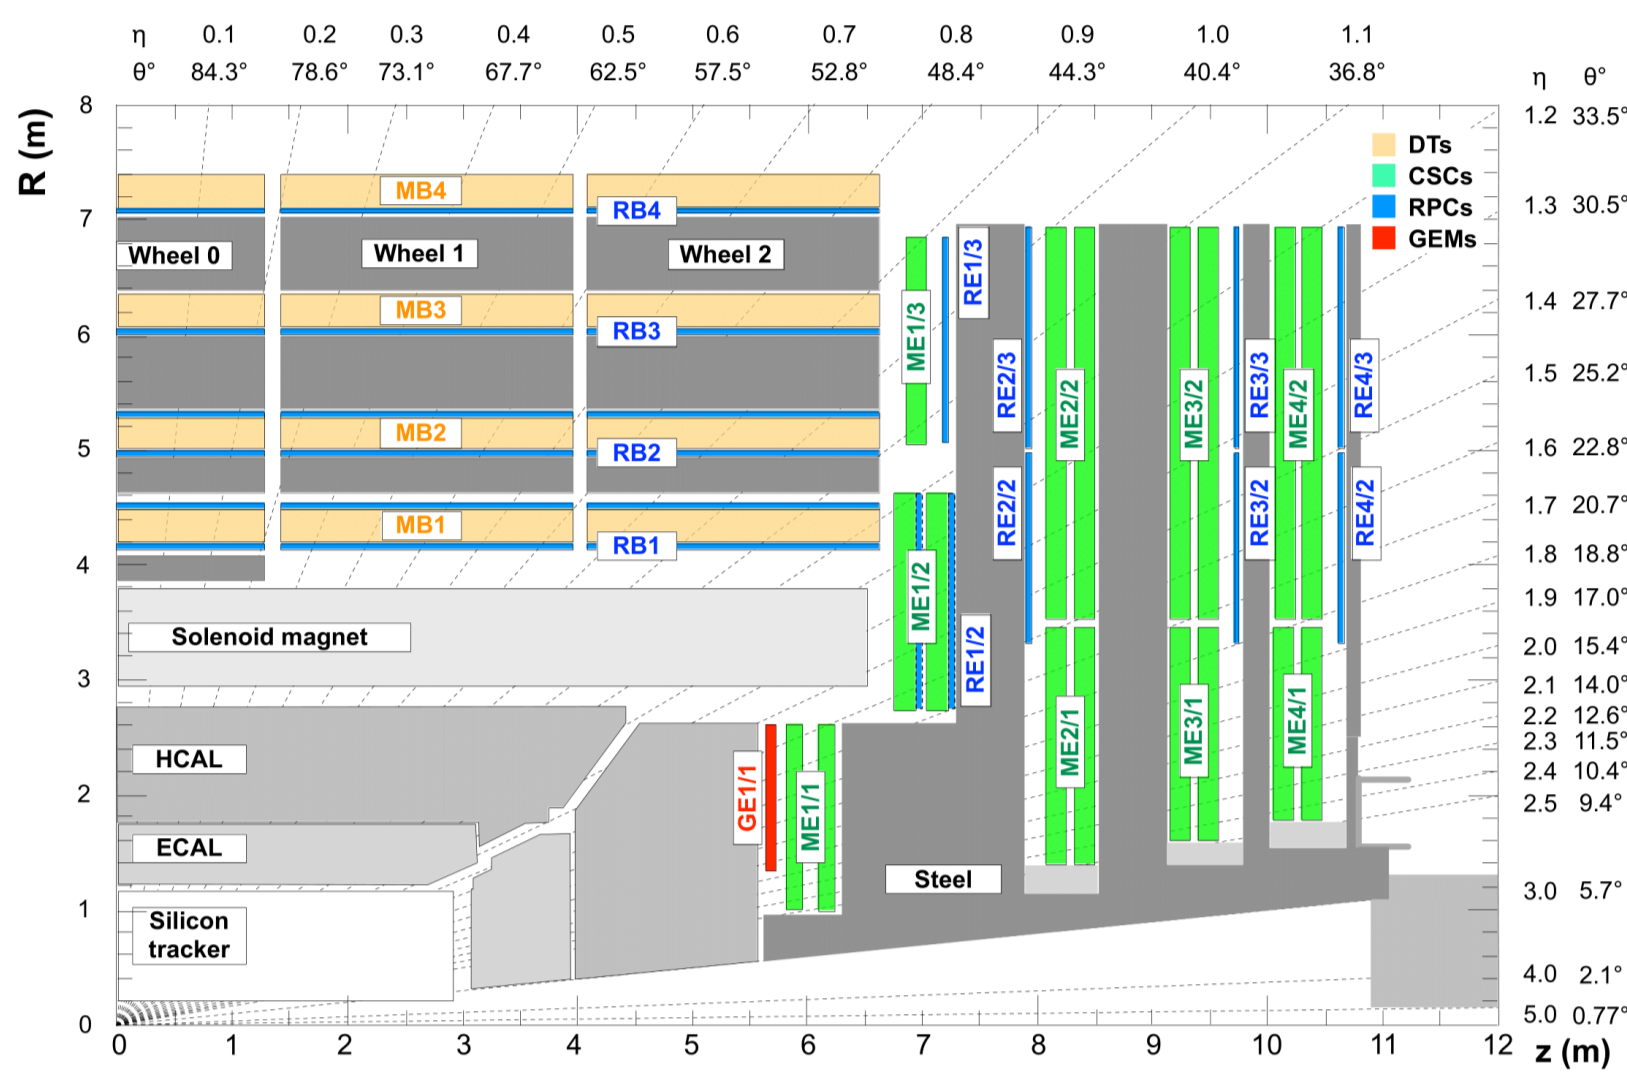 η 0.1 0.2 0.3 0.4 0.5 0.6 0.7 0.8 0.9 1.0 1.1
θ° 84.3° 78.6° 73.1° 67.7° 62.5° 57.5° 52.8° 48.4° 44.3° 40.4° 36.8°
η θ°
R (m)
8
7
6
5
4
3
2
1
0
1.2 33.5°
1.3 30.5°
1.4 27.7°
1.5 25.2°
1.6 22.8°
1.7 20.7°
1.8 18.8°
1.9 17.0°
2.0 15.4°
2.1 14.0°
2.2 12.6°
2.3 11.5°
2.4 10.4°
2.5 9.4°
3.0 5.7°
4.0 2.1°
5.0 0.77°
DTs
CSCs
RPCs
GEMs
MB4
RB4
Wheel 0
Wheel 1
Wheel 2
MB3
RB3
MB2
RB2
MB1
RB1
Solenoid magnet
HCAL
ECAL
Silicon
tracker
Steel
GE1/1
ME1/1
ME1/2
ME1/3
RE1/3
RE1/2
RE2/3
RE2/2
ME2/2
ME2/1
ME3/2
ME3/1
RE3/3
RE3/2
ME4/2
ME4/1
RE4/3
RE4/2
0 1 2 3 4 5 6 7 8 9 10 11 12
z (m)